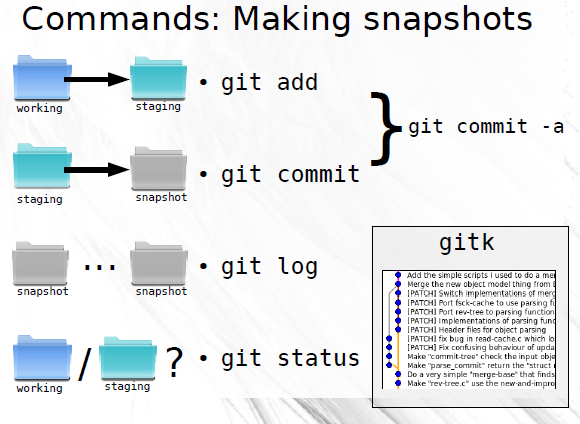 Commands: Making snapshots
working
staging
• git add
staging
snapshot
• git commit
} git commit -a
snapshot
...
snapshot
• git log
working
/
staging
?
• git status
gitk
Add the simple scripts I used to do a mer
Merge the new object model thing from D
[PATCH] Switch implementations of merg
[PATCH] Port fsck-cache to use parsing fu
[PATCH] Port rev-tree to parsing function
[PATCH] Implementations of parsing func
[PATCH] Header files for object parsing
[PATCH] fix bug in read-cache.c which lo
[PATCH] Fix confusing behaviour of upda
Make "commit-tree" check the input obje
Make "parse_commit" return the "struct r
Do a very simple "merge-base" that finds
Make "rev-tree.c" use the new-and-impro